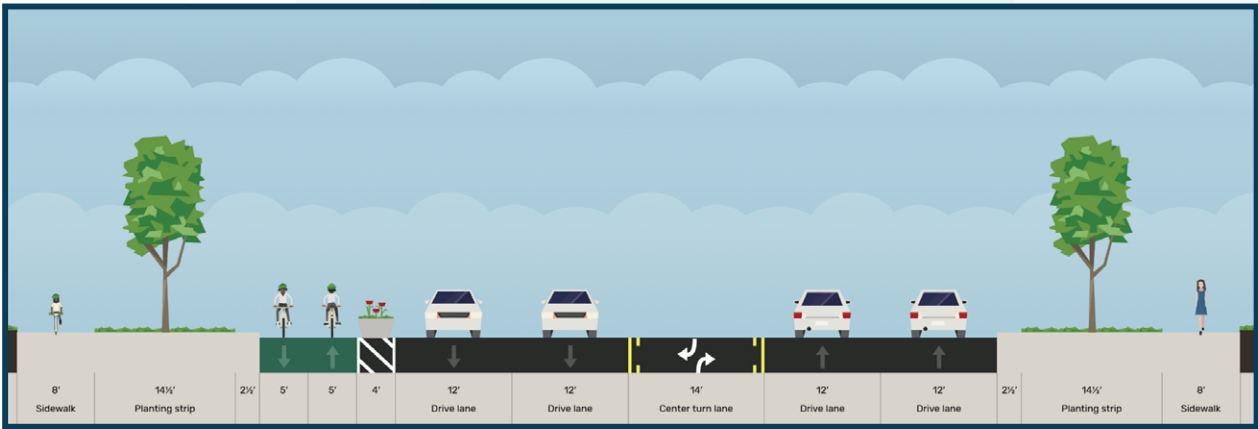 8' 14½' 2½' 5' 5' 4' 12' 12' 14' 12' 12' 2½' 14½' 8'
Sidewalk Planting strip Drive lane Drive lane Center turn lane Drive lane Drive lane Planting strip Sidewalk